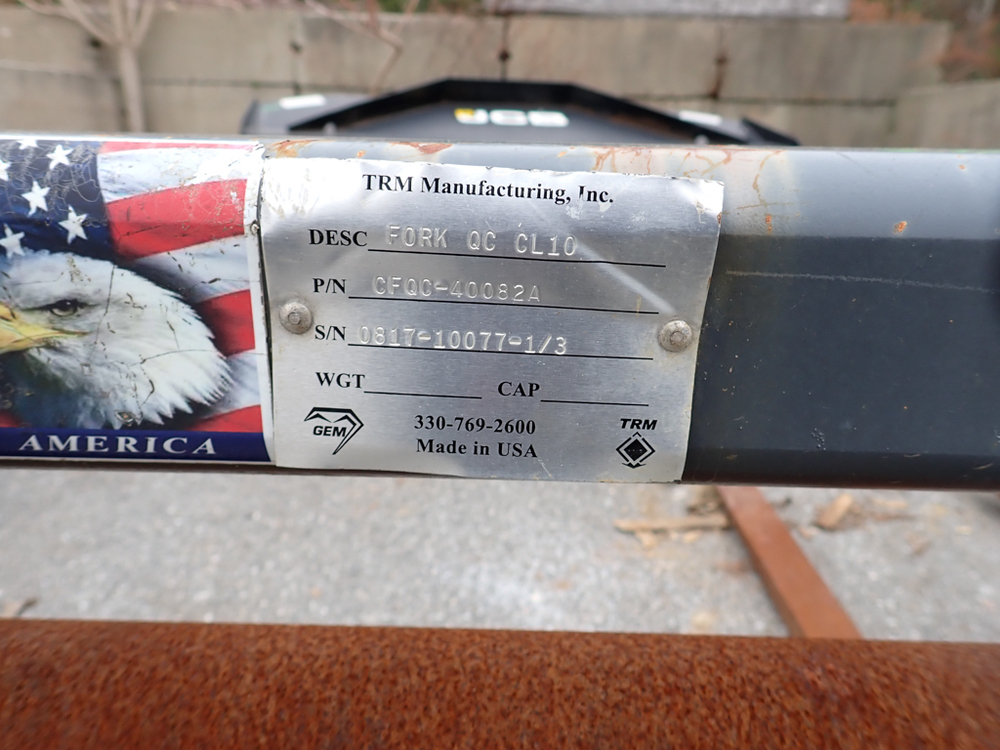 JCB
TRM Manufacturing, Inc.
DESC FORK QC CL10
P/N CFQC-40082A
S/N 0817-10077-1/3
WGT CAP
330-769-2600
Made in USA
GEM
TRM
AMERICA